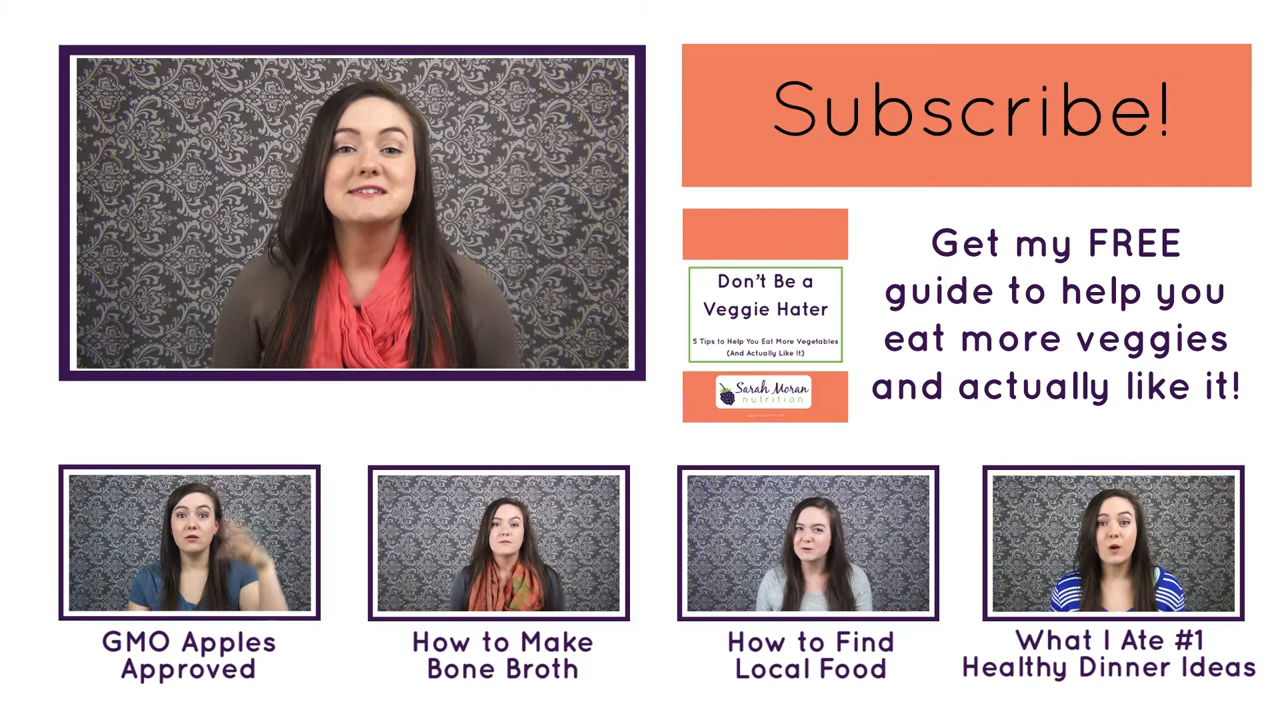 Subscribe!
Get my FREE
guide to help you
eat more veggies
and actually like it!
Don't Be a
Veggie Hater
5 Tips to Help You Eat More Vegetables
(And Actually Like It)
Sarah Moran
nutrition
GMO Apples
Approved
How to Make
Bone Broth
How to Find
Local Food
What I Ate #1
Healthy Dinner Ideas